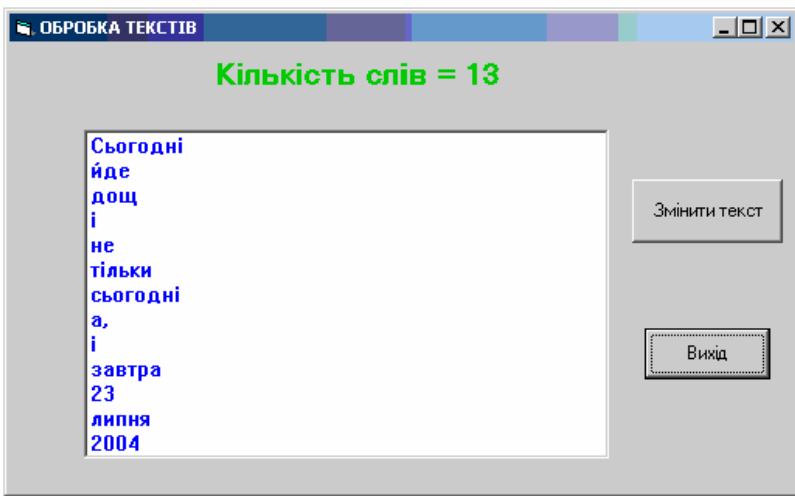 ОБРОБКА ТЕКСТІВ
Кількість слів = 13
Сьогодні
йде
дощ
і
не
тільки
сьогодні
а,
і
завтра
23
липня
2004
Змінити текст
Вихід